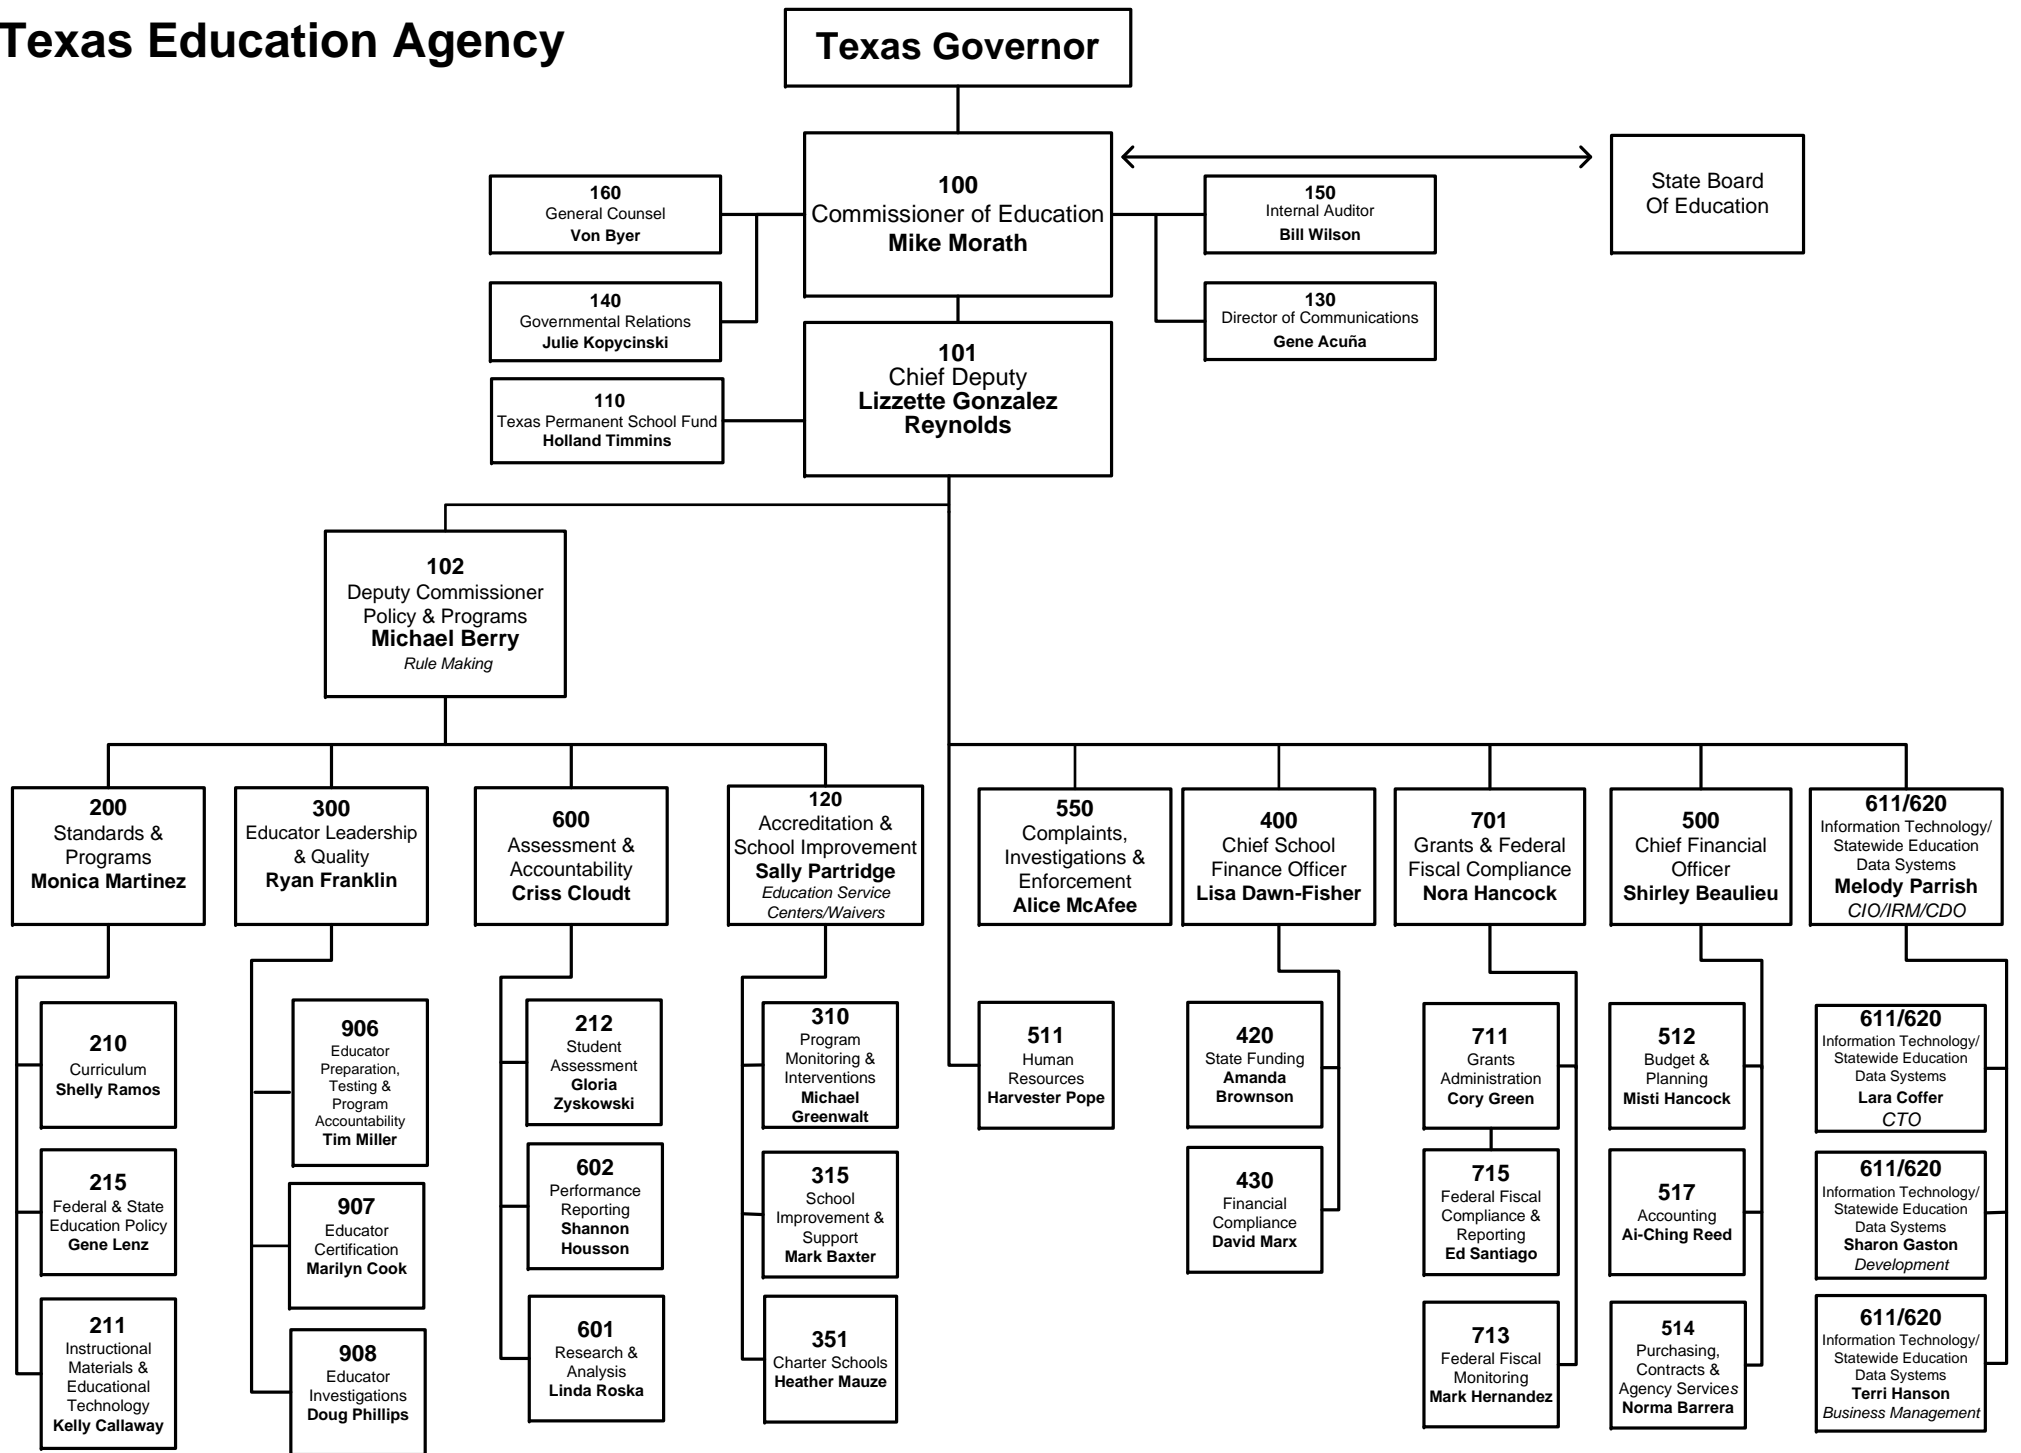 Texas Education Agency
Texas Governor
100
Commissioner of Education
Mike Morath
State Board
Of Education
160
General Counsel
Von Byer
150
Internal Auditor
Bill Wilson
140
Governmental Relations
Julie Kopycinski
130
Director of Communications
Gene Acuña
101
Chief Deputy
Lizzette Gonzalez
Reynolds
110
Texas Permanent School Fund
Holland Timmins
102
Deputy Commissioner
Policy & Programs
Michael Berry
Rule Making
200
Standards &
Programs
Monica Martinez
300
Educator Leadership
& Quality
Ryan Franklin
600
Assessment &
Accountability
Criss Cloudt
120
Accreditation &
School Improvement
Sally Partridge
Education Service
Centers/Waivers
550
Complaints,
Investigations &
Enforcement
Alice McAfee
400
Chief School
Finance Officer
Lisa Dawn-Fisher
701
Grants & Federal
Fiscal Compliance
Nora Hancock
500
Chief Financial
Officer
Shirley Beaulieu
611/620
Information Technology/
Statewide Education
Data Systems
Melody Parrish
CIO/IRM/CDO
210
Curriculum
Shelly Ramos
906
Educator
Preparation,
Testing &
Program
Accountability
Tim Miller
212
Student
Assessment
Gloria
Zyskowski
310
Program
Monitoring &
Interventions
Michael
Greenwalt
511
Human
Resources
Harvester Pope
420
State Funding
Amanda
Brownson
711
Grants
Administration
Cory Green
512
Budget &
Planning
Misti Hancock
611/620
Information Technology/
Statewide Education
Data Systems
Lara Coffer
CTO
215
Federal & State
Education Policy
Gene Lenz
907
Educator
Certification
Marilyn Cook
602
Performance
Reporting
Shannon
Housson
315
School
Improvement &
Support
Mark Baxter
430
Financial
Compliance
David Marx
715
Federal Fiscal
Compliance &
Reporting
Ed Santiago
517
Accounting
Ai-Ching Reed
611/620
Information Technology/
Statewide Education
Data Systems
Sharon Gaston
Development
211
Instructional
Materials &
Educational
Technology
Kelly Callaway
908
Educator
Investigations
Doug Phillips
601
Research &
Analysis
Linda Roska
351
Charter Schools
Heather Mauze
713
Federal Fiscal
Monitoring
Mark Hernandez
514
Purchasing,
Contracts &
Agency Services
Norma Barrera
611/620
Information Technology/
Statewide Education
Data Systems
Terri Hanson
Business Management